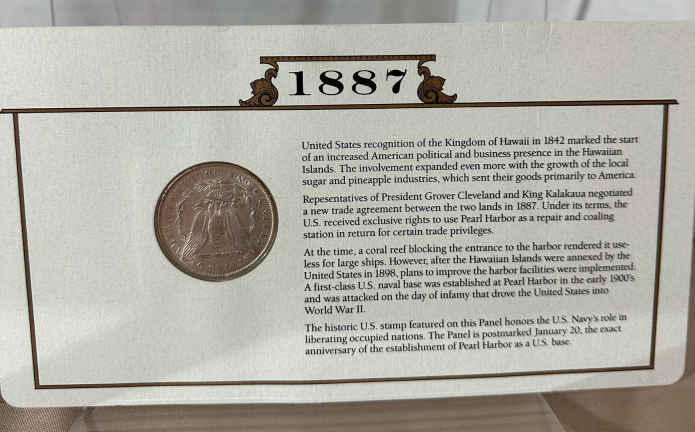 1887
United States recognition of the Kingdom of Hawaii in 1842 marked the start
of an increased American political and business presence in the Hawaiian
Islands. The involvement expanded even more with the growth of the local
sugar and pineapple industries, which sent their goods primarily to America.
Repesentatives of President Grover Cleveland and King Kalakaua negotiated
a new trade agreement between the two lands in 1887. Under its terms, the
U.S. received exclusive rights to use Pearl Harbor as a repair and coaling
station in return for certain trade privileges.
At the time, a coral reef blocking the entrance to the harbor rendered it use-
less for large ships. However, after the Hawaiian Islands were annexed by the
United States in 1898, plans to improve the harbor facilities were implemented.
A first-class U.S. naval base was established at Pearl Harbor in the early 1900's
and was attacked on the day of infamy that drove the United States into
World War II.
The historic U.S. stamp featured on this Panel honors the U.S. Navy's role in
liberating occupied nations. The Panel is postmarked January 20, the exact
anniversary of the establishment of Pearl Harbor as a U.S. base.